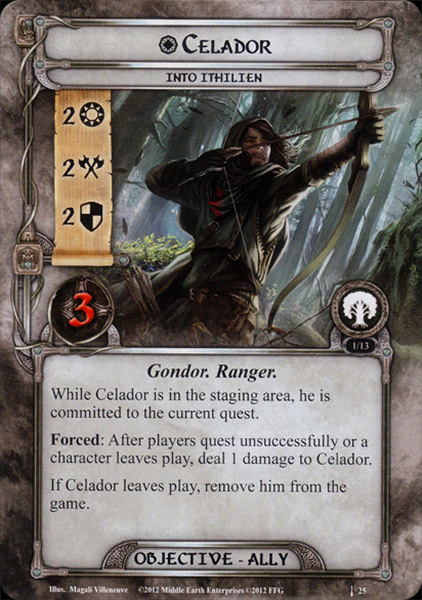 Celador
Into Ithilien
2
2
2
3
1/13
Gondor. Ranger.
While Celador is in the staging area, he is
committed to the current quest.
Forced: After players quest unsuccessfully or a
character leaves play, deal 1 damage to Celador.
If Celador leaves play, remove him from the
game.
Objective - Ally
Illus. Magali Villeneuve ©2012 Middle Earth Enterprises ©2012 FFG 25